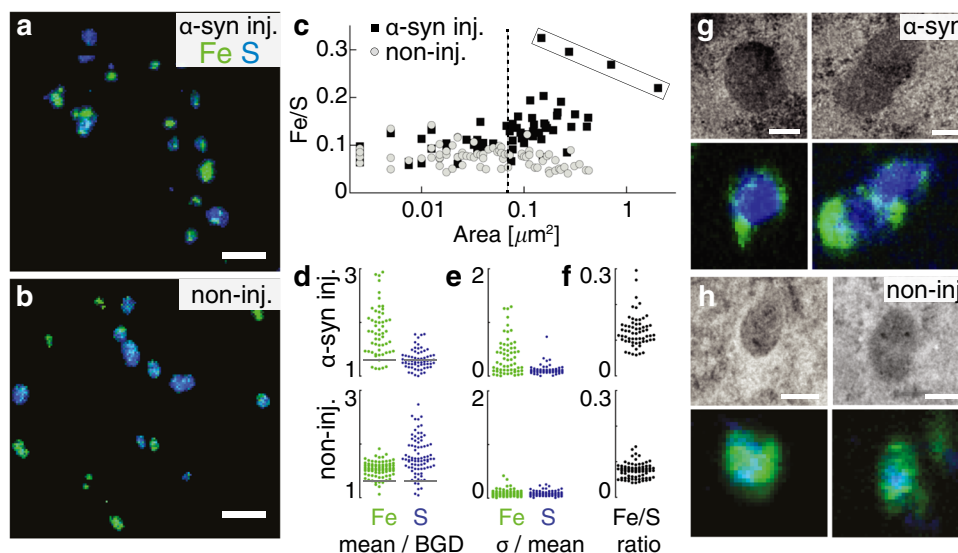 a
α-syn inj.
Fe S
b
non-inj.
c
α-syn inj.
non-inj.
Fe/S
0.3
0.2
0.1
0
0.01
0.1
1
Area [μm²]
d
e
f
α-syn inj.
3
1
2
0
0.3
0
non-inj.
3
1
2
0
0.3
0
Fe S
Fe S
Fe/S
mean / BGD
σ / mean
ratio
g
α-syn
h
non-inj